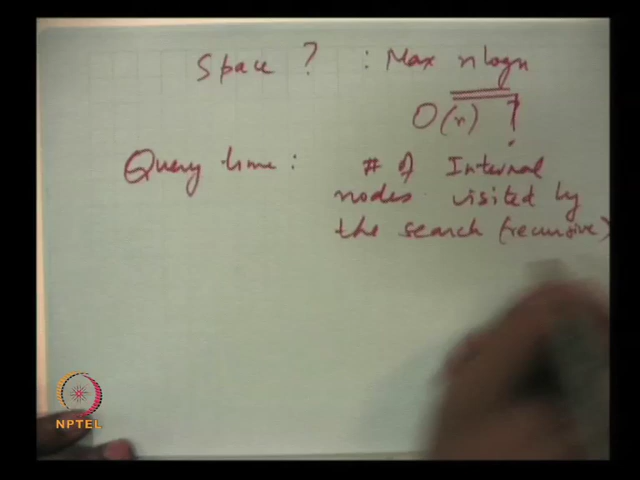 Space ? : Max nlogn
O(n) ?
Query time : # of Internal
nodes visited by
the search (recursive)
NPTEL